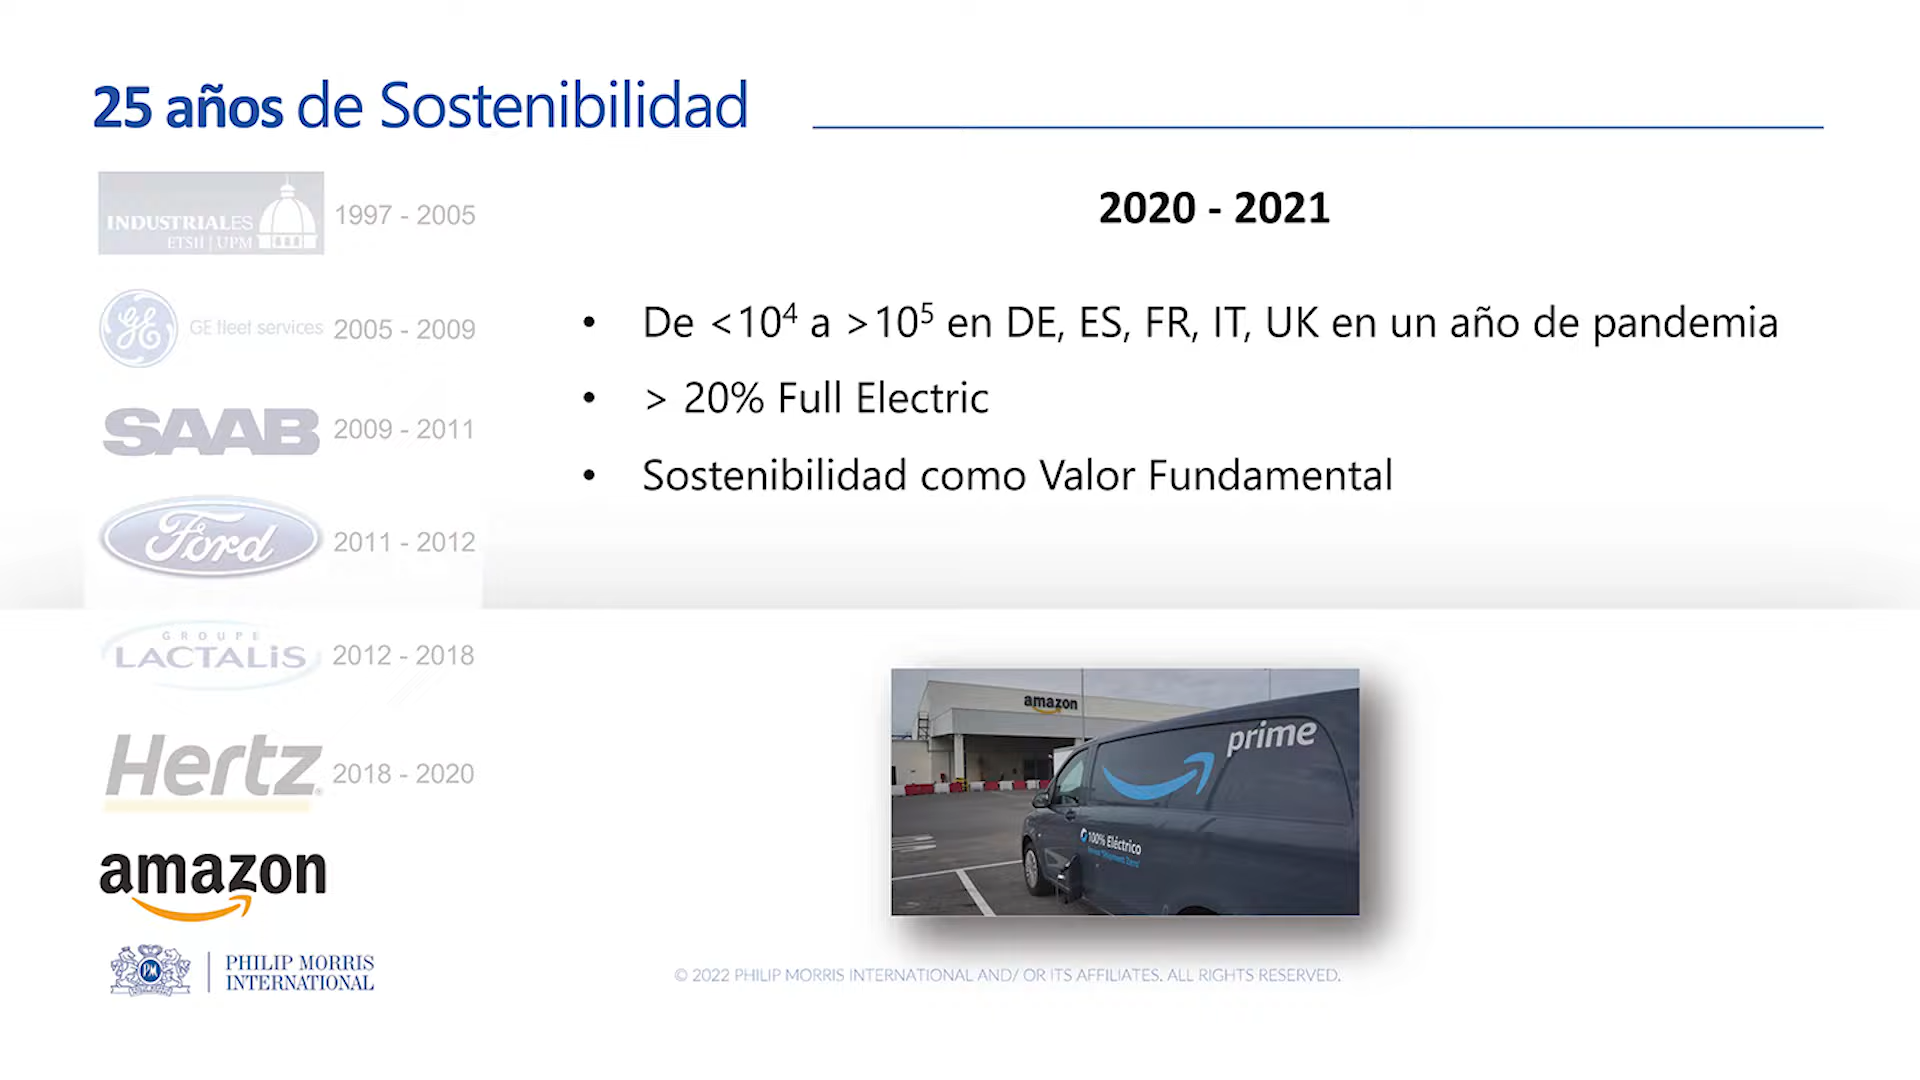 25 años de Sostenibilidad
INDUSTRIALES
ETSII | UPM
1997 - 2005
2020 - 2021
GE
GE fleet services
2005 - 2009
• De <10⁴ a >10⁵ en DE, ES, FR, IT, UK en un año de pandemia
• > 20% Full Electric
• Sostenibilidad como Valor Fundamental
SAAB
2009 - 2011
Ford
2011 - 2012
GROUPE
LACTALiS
2012 - 2018
Hertz
2018 - 2020
amazon
amazon
prime
100% Eléctrico
PM
PHILIP MORRIS
INTERNATIONAL
© 2022 PHILIP MORRIS INTERNATIONAL AND/ OR ITS AFFILIATES. ALL RIGHTS RESERVED.